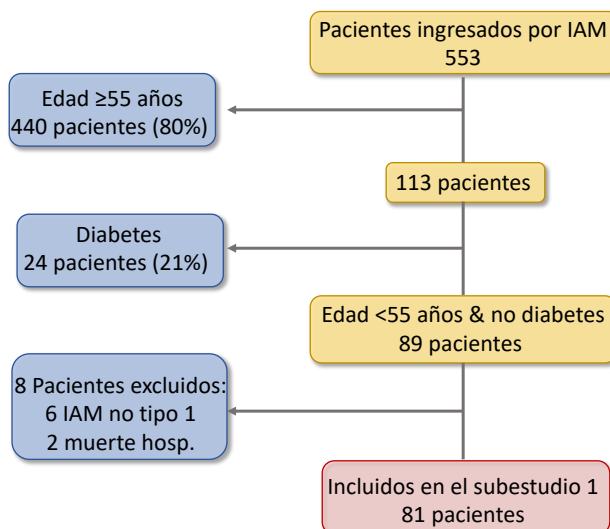 Pacientes ingresados por IAM
553
Edad ≥55 años
440 pacientes (80%)
113 pacientes
Diabetes
24 pacientes (21%)
Edad <55 años & no diabetes
89 pacientes
8 Pacientes excluidos:
6 IAM no tipo 1
2 muerte hosp.
Incluidos en el subestudio 1
81 pacientes